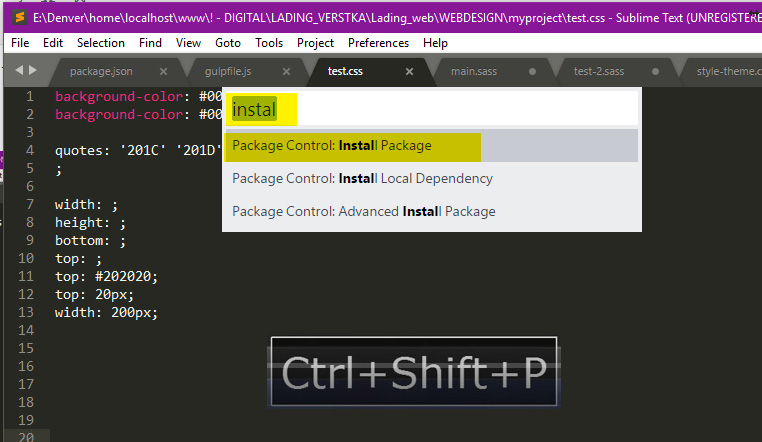 E:\Denver\home\localhost\www\! - DIGITAL\LADING_VERSTKA\Lading_web\WEBDESIGN\myproject\test.css - Sublime Text (UNREGISTERE
File Edit Selection Find View Goto Tools Project Preferences Help
package.json gulpfile.js test.css main.sass test-2.sass style-theme.c
instal
Package Control: Install Package
Package Control: Install Local Dependency
Package Control: Advanced Install Package
1 background-color: #00
2 background-color: #00
3
4 quotes: '201C' '201D'
5 ;
6
7 width: ;
8 height: ;
9 bottom: ;
10 top: ;
11 top: #202020;
12 top: 20px;
13 width: 200px;
14
15
16
17
18
19
20
Ctrl+Shift+P